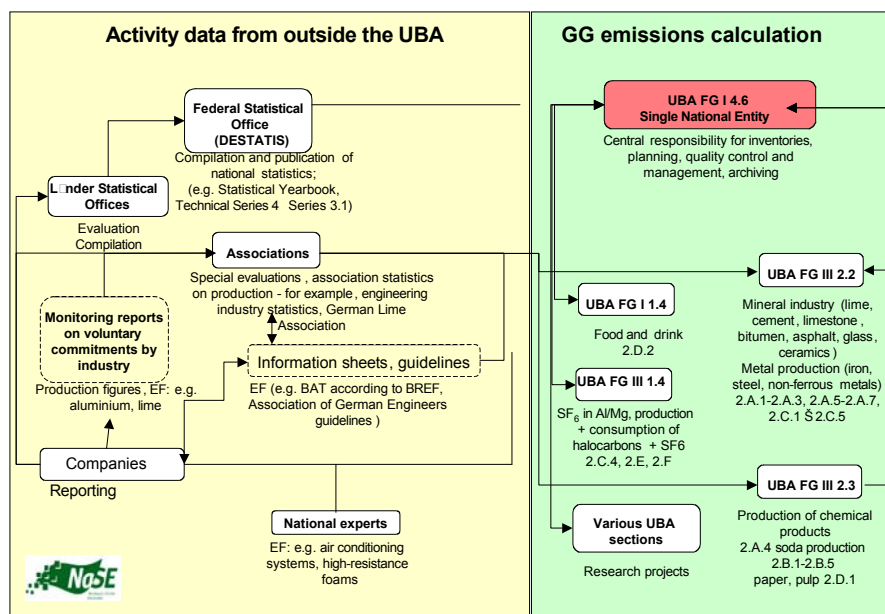 Activity data from outside the UBA
Federal Statistical
Office
(DESTATIS)
Compilation and publication of
national statistics;
(e.g. Statistical Yearbook,
Technical Series 4 Series 3.1)
L□nder Statistical
Offices
Evaluation
Compilation
Associations
Special evaluations , association statistics
on production - for example , engineering
industry statistics, German Lime
Association
Monitoring reports
on voluntary
commitments by
industry
Production figures , EF: e.g.
aluminium, lime
Information sheets, guidelines
EF (e.g. BAT according to BREF,
Association of German Engineers
guidelines )
Companies
Reporting
National experts
EF: e.g. air conditioning
systems, high-resistance
foams
NaSE
GG emissions calculation
UBA FG I 4.6
Single National Entity
Central responsibility for inventories,
planning, quality control and
management, archiving
UBA FG I 1.4
Food and drink
2.D.2
UBA FG III 1.4
SF6 in Al/Mg, production
+ consumption of
halocarbons + SF6
2.C.4, 2.E, 2.F
Various UBA
sections
Research projects
UBA FG III 2.2
Mineral industry (lime,
cement, limestone ,
bitumen, asphalt, glass,
ceramics )
Metal production (iron,
steel, non-ferrous metals)
2.A.1-2.A.3, 2.A.5-2.A.7,
2.C.1 Š 2.C.5
UBA FG III 2.3
Production of chemical
products
2.A.4 soda production
2.B.1-2.B.5
paper, pulp 2.D.1